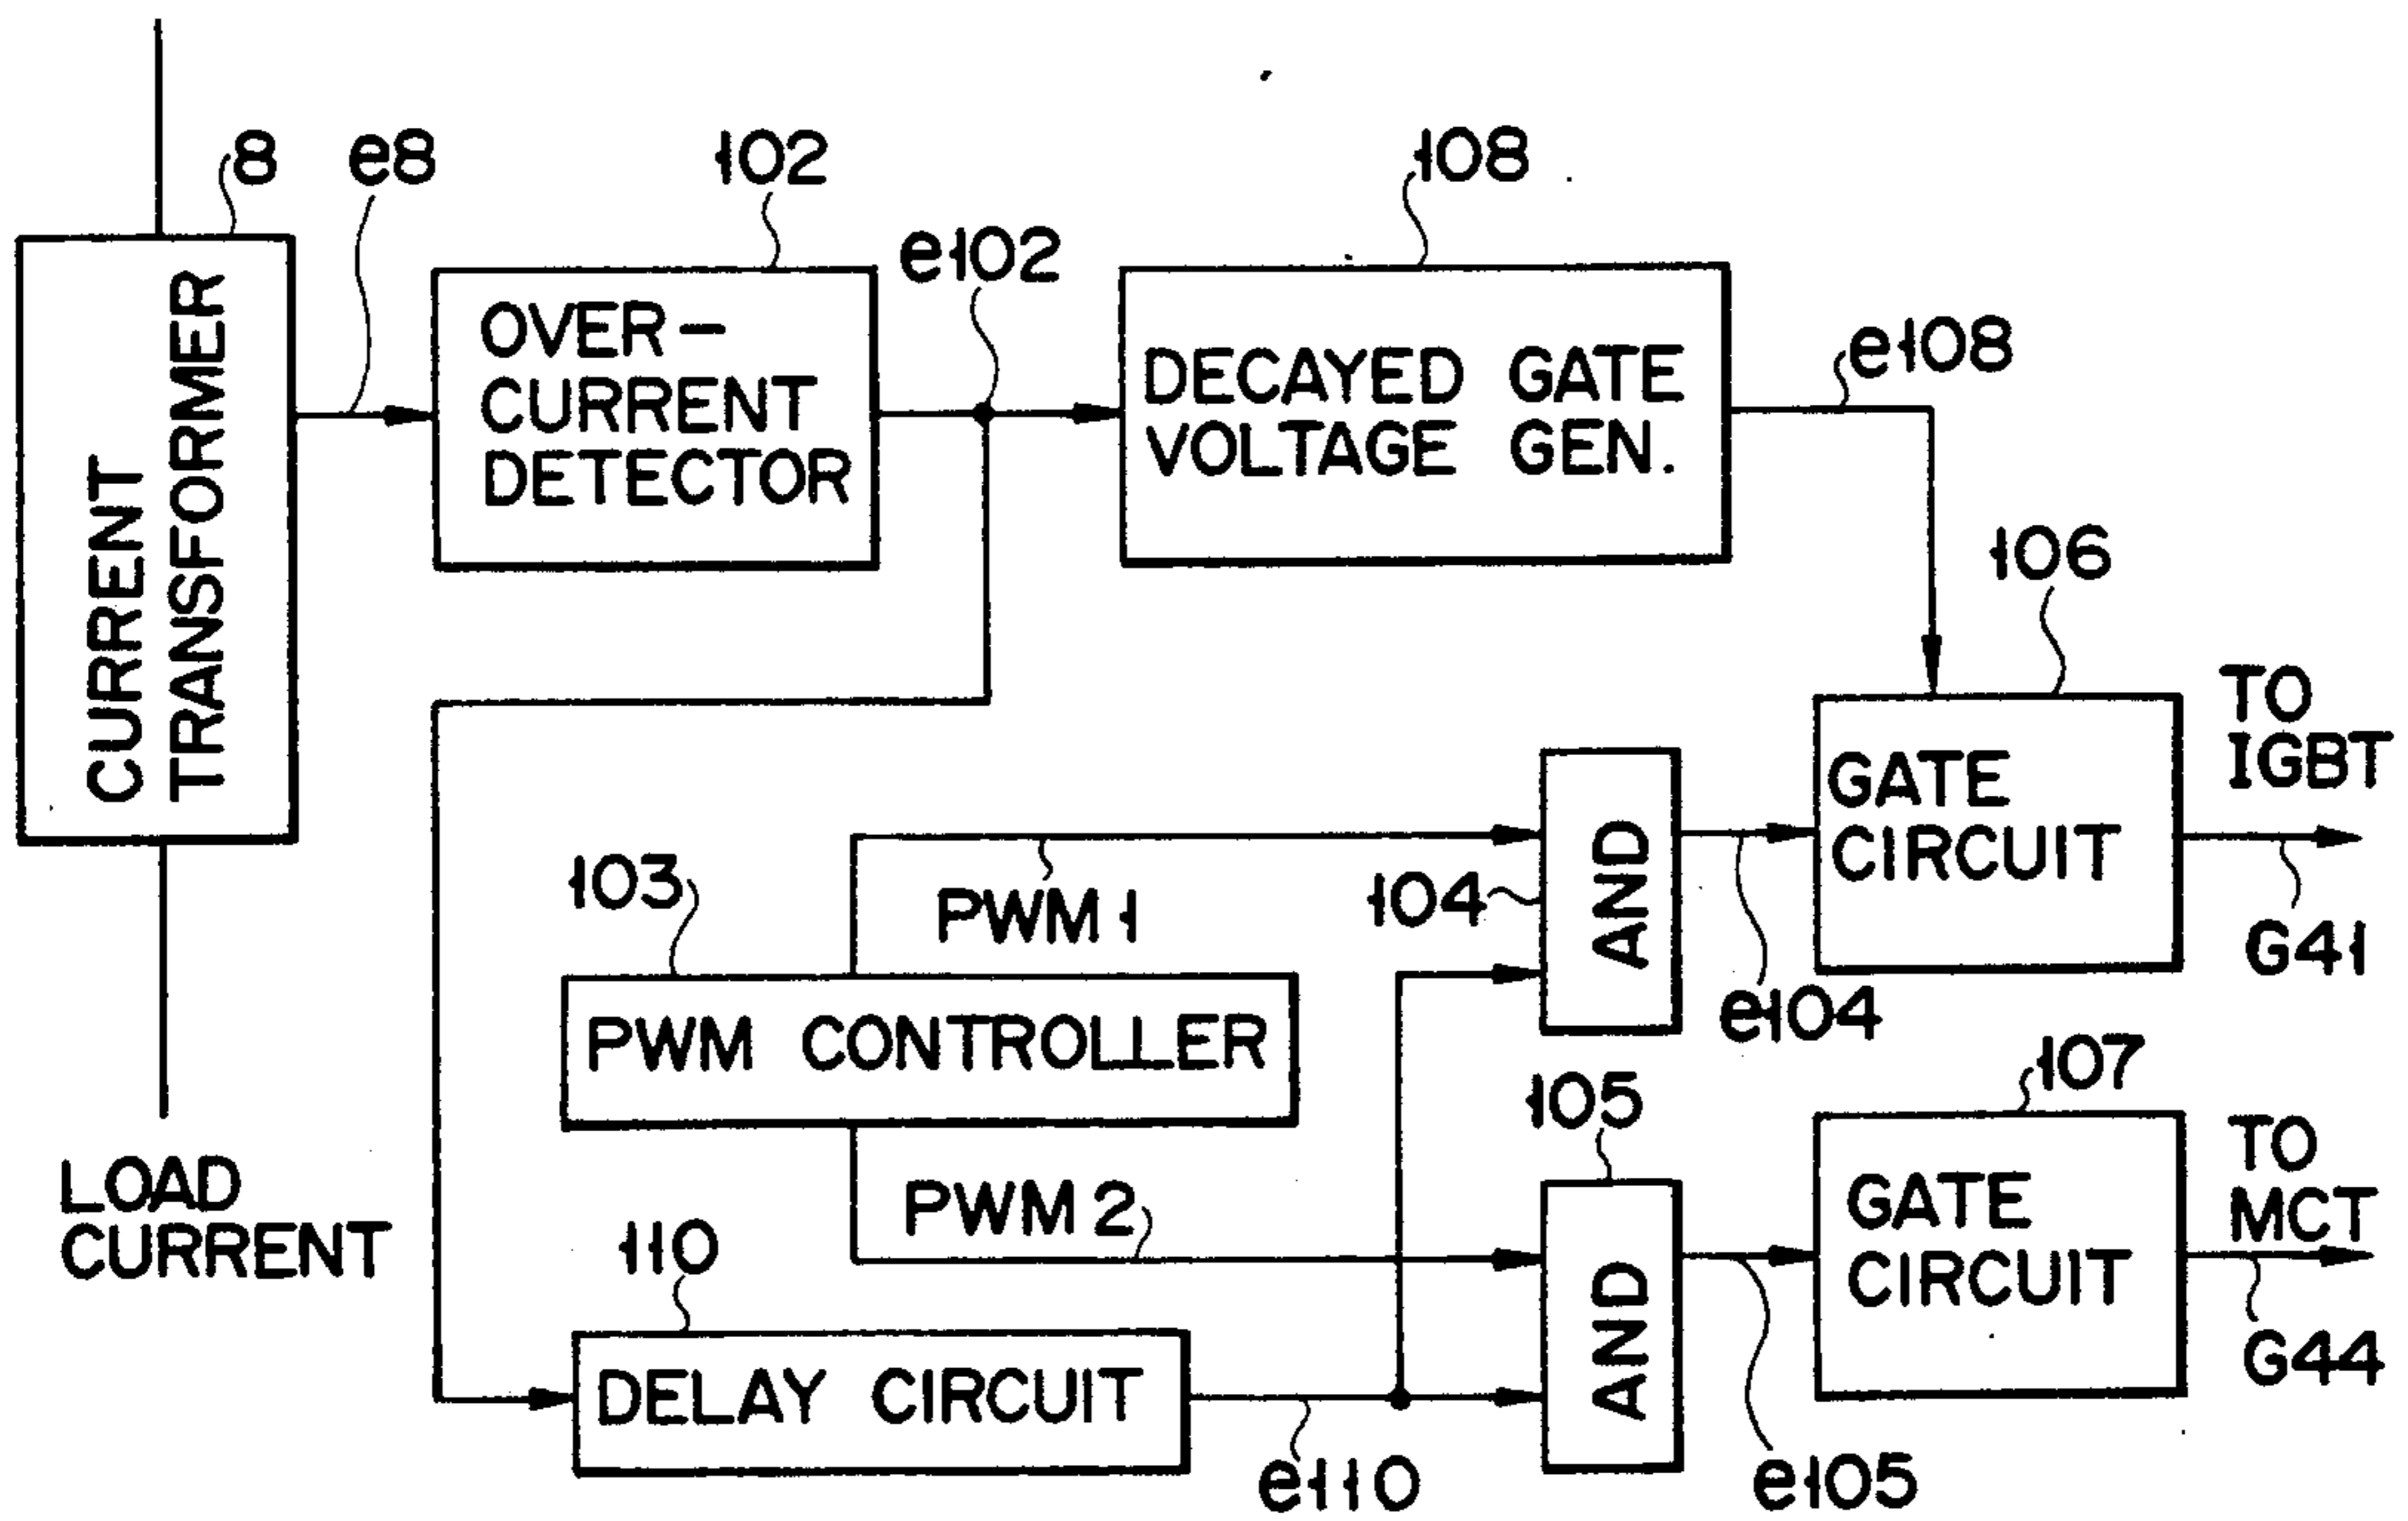 8
e8
102
108
e102
CURRENT
TRANSFORMER
OVER-
CURRENT
DETECTOR
DECAYED GATE
VOLTAGE GEN.
e108
106
TO
IGBT
GATE
CIRCUIT
G41
103
PWM 1
104
AND
e104
PWM CONTROLLER
107
105
LOAD
CURRENT
110
PWM 2
TO
MCT
GATE
CIRCUIT
G44
DELAY CIRCUIT
AND
e110
e105